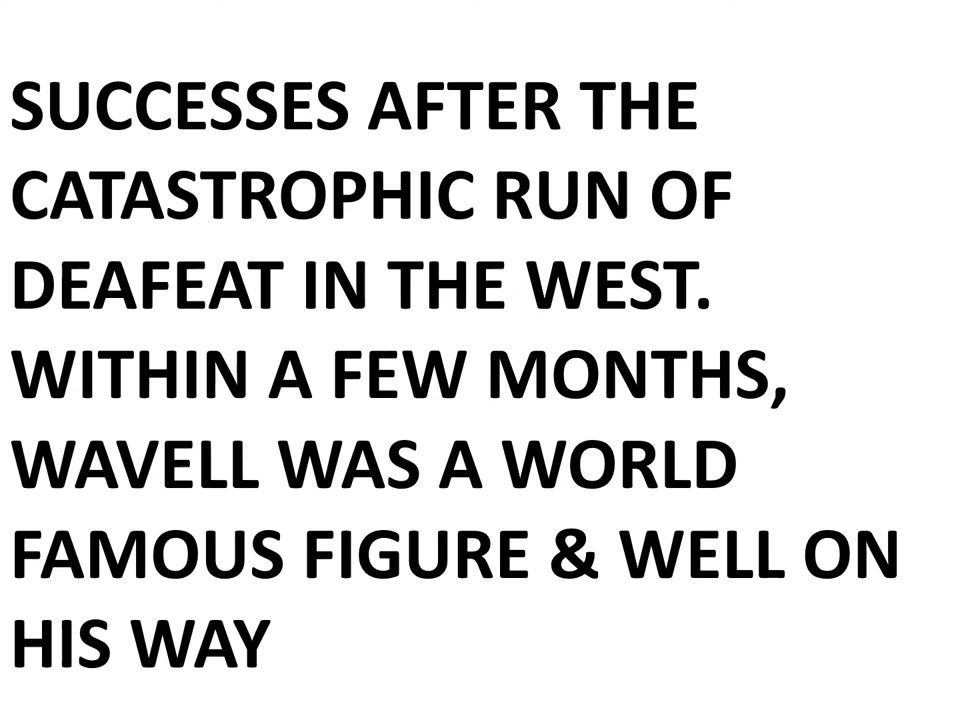 SUCCESSES AFTER THE
CATASTROPHIC RUN OF
DEAFEAT IN THE WEST.
WITHIN A FEW MONTHS,
WAVELL WAS A WORLD
FAMOUS FIGURE & WELL ON
HIS WAY